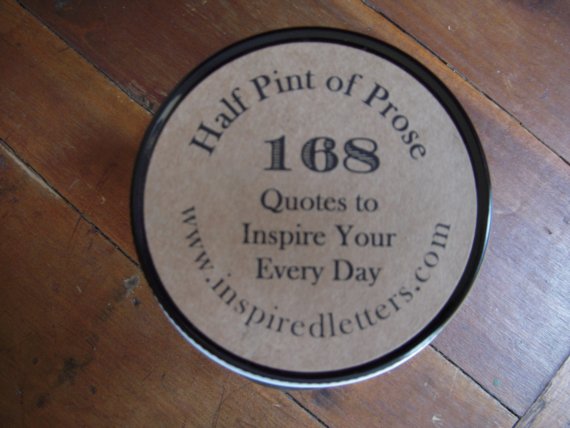 Half Pint of Prose
168
Quotes to
Inspire Your
Every Day
www.inspiredletters.com